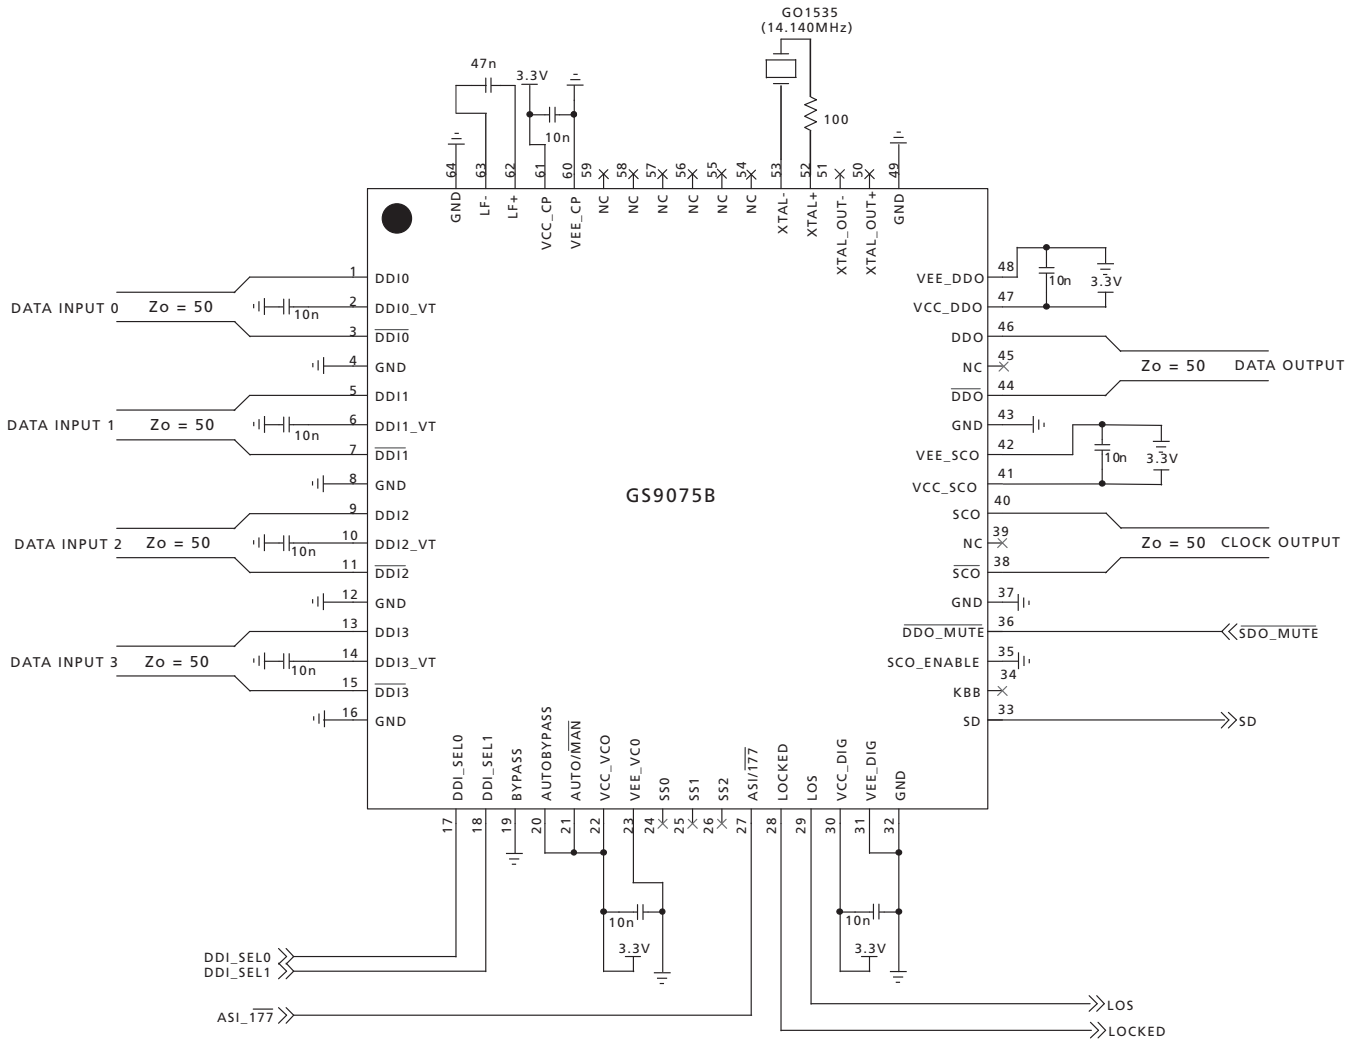 GO1535
(14.140MHz)
47n
3.3V
10n
100
64
63
62
61
60
59
58
57
56
55
54
53
52
51
50
49
GND
LF-
LF+
VCC_CP
VEE_CP
NC
NC
NC
NC
NC
NC
XTAL-
XTAL+
XTAL_OUT-
XTAL_OUT+
GND
DATA INPUT 0 Zo = 50
10n
1 DDI0
2 DDI0_VT
3 DDI0
4 GND
DATA INPUT 1 Zo = 50
10n
5 DDI1
6 DDI1_VT
7 DDI1
8 GND
DATA INPUT 2 Zo = 50
10n
9 DDI2
10 DDI2_VT
11 DDI2
12 GND
DATA INPUT 3 Zo = 50
10n
13 DDI3
14 DDI3_VT
15 DDI3
16 GND
GS9075B
VEE_DDO 48
10n
3.3V
VCC_DDO 47
DDO 46
NC 45
Zo = 50 DATA OUTPUT
DDO 44
GND 43
VEE_SCO 42
10n
3.3V
VCC_SCO 41
SCO 40
NC 39
Zo = 50 CLOCK OUTPUT
SCO 38
GND 37
DDO_MUTE 36 SDO_MUTE
SCO_ENABLE 35
KBB 34
SD 33 SD
DDI_SEL0
DDI_SEL1
BYPASS
AUTOBYPASS
AUTO/MAN
VCC_VCO
VEE_VC0
SS0
SS1
SS2
ASI/177
LOCKED
LOS
VCC_DIG
VEE_DIG
GND
17
18
19
20
21
22
23
24
25
26
27
28
29
30
31
32
10n
3.3V
10n
3.3V
DDI_SEL0
DDI_SEL1
ASI_177
LOS
LOCKED